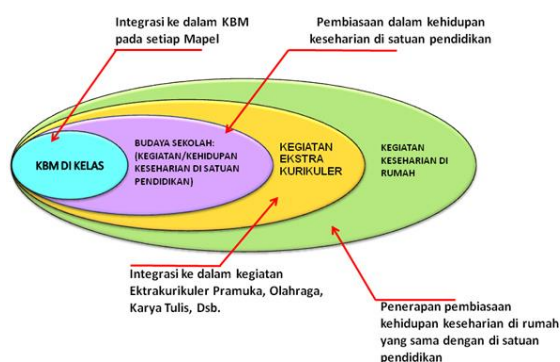 Integrasi ke dalam KBM
pada setiap Mapel
Pembiasaan dalam kehidupan
keseharian di satuan pendidikan
KBM DI KELAS
BUDAYA SEKOLAH:
(KEGIATAN/KEHIDUPAN
KESEHARIAN DI SATUAN
PENDIDIKAN)
KEGIATAN
EKSTRA
KURIKULER
KEGIATAN
KESEHARIAN DI
RUMAH
Integrasi ke dalam kegiatan
Ektrakurikuler Pramuka, Olahraga,
Karya Tulis, Dsb.
Penerapan pembiasaan
kehidupan keseharian di rumah
yang sama dengan di satuan
pendidikan